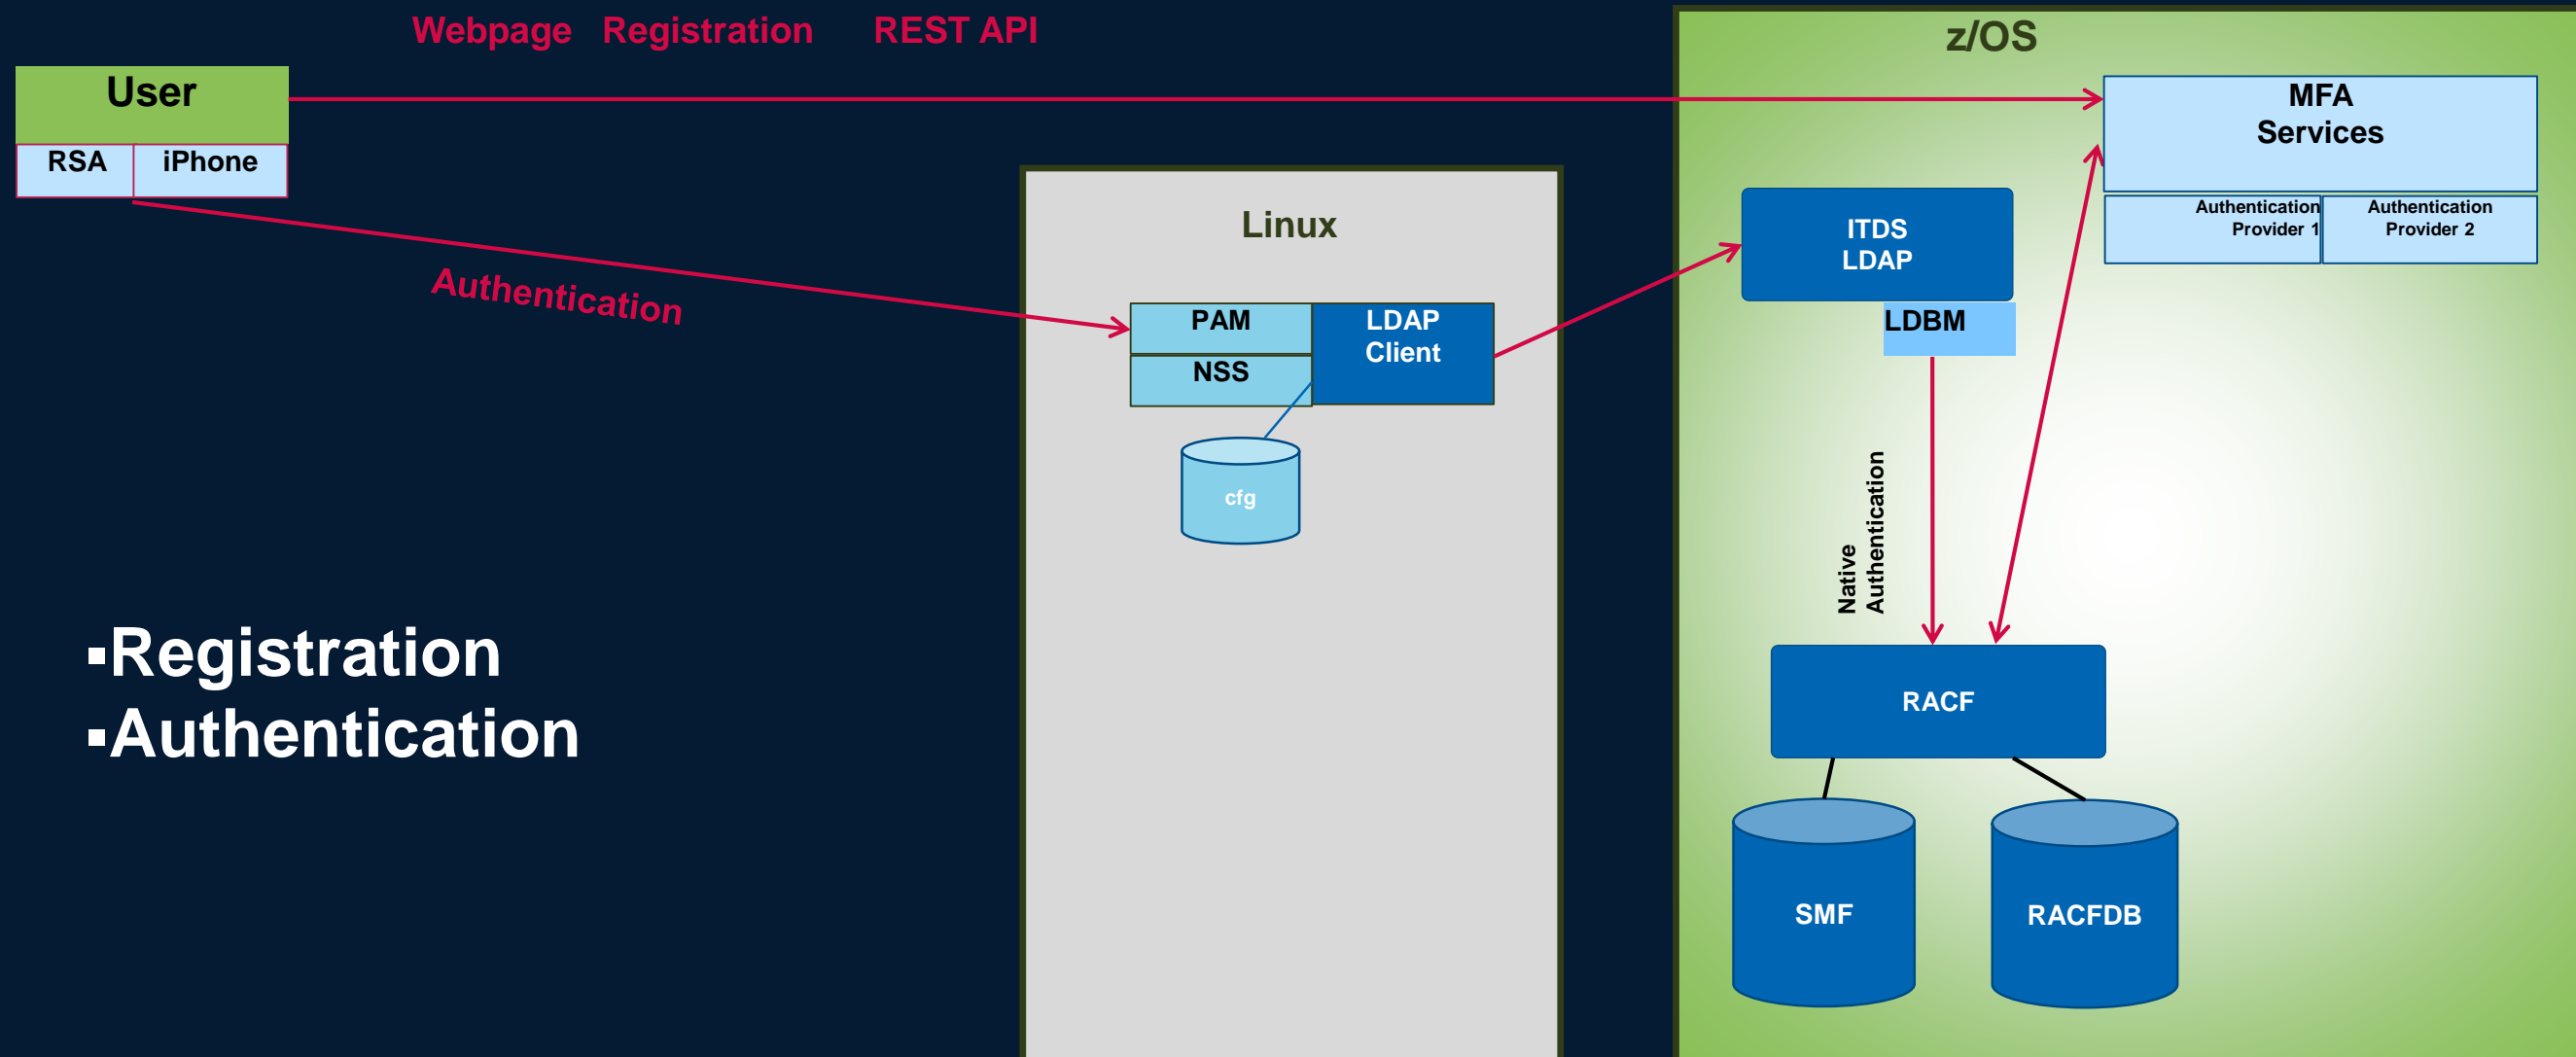 Webpage Registration REST API
z/OS
User
RSA
iPhone
MFA
Services
Authentication
Provider 1
Authentication
Provider 2
Linux
ITDS
LDAP
LDBM
Authentication
PAM
NSS
LDAP
Client
cfg
Native
Authentication
▪Registration
▪Authentication
RACF
SMF
RACFDB